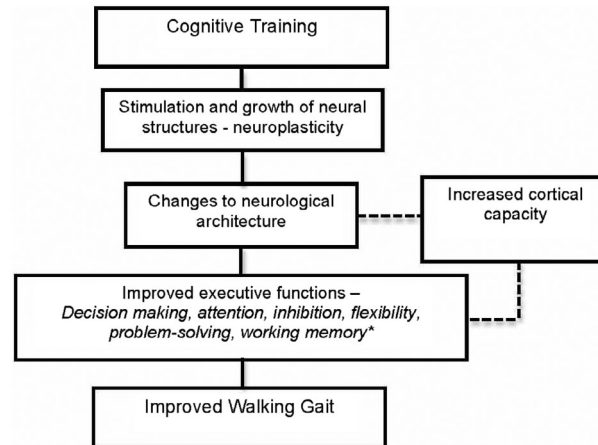 Cognitive Training
Stimulation and growth of neural
structures - neuroplasticity
Changes to neurological
architecture
Increased cortical
capacity
Improved executive functions –
Decision making, attention, inhibition, flexibility,
problem-solving, working memory*
Improved Walking Gait